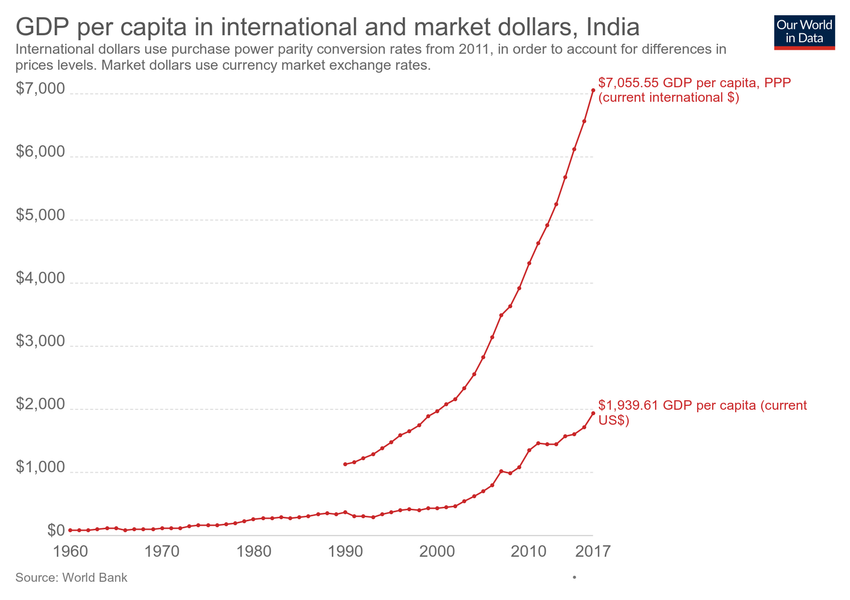 GDP per capita in international and market dollars, India
Our World
in Data
International dollars use purchase power parity conversion rates from 2011, in order to account for differences in
prices levels. Market dollars use currency market exchange rates.
$7,055.55 GDP per capita, PPP
(current international $)
$7,000
$6,000
$5,000
$4,000
$3,000
$2,000
$1,939.61 GDP per capita (current
US$)
$1,000
$0
1960 1970 1980 1990 2000 2010 2017
Source: World Bank